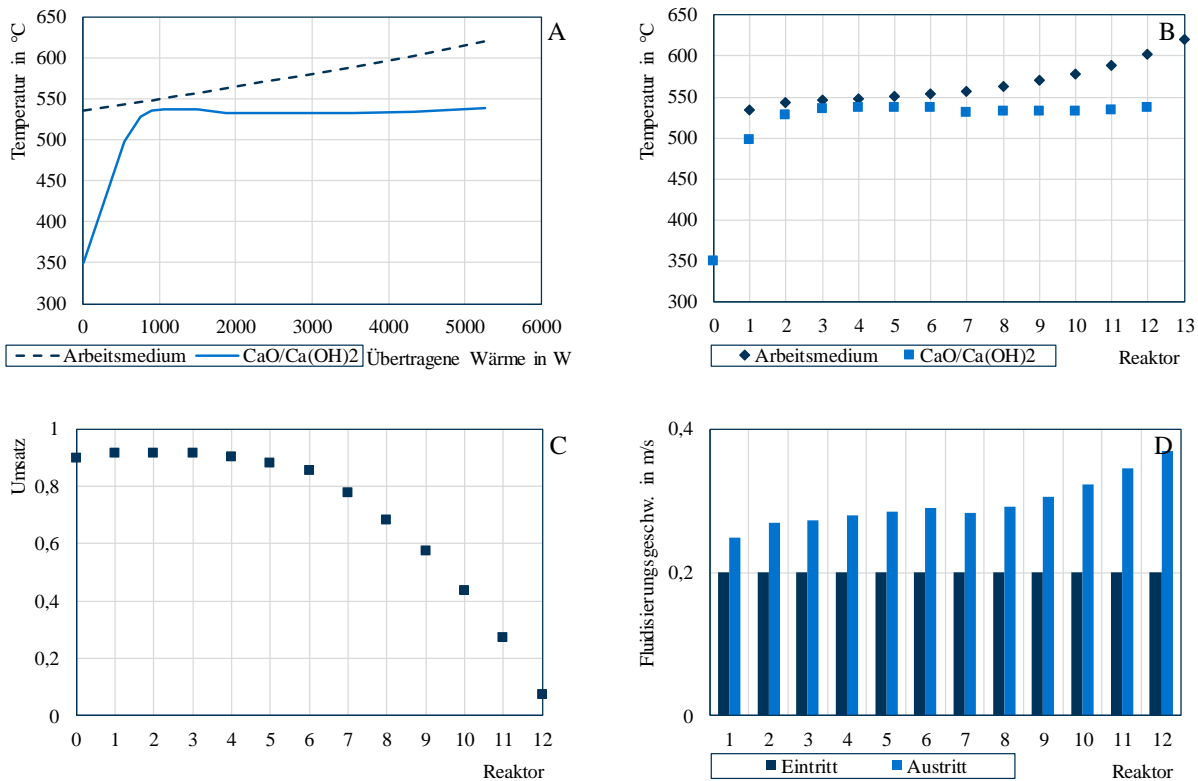 A
Temperatur in °C
650
600
550
500
450
400
350
300
0 1000 2000 3000 4000 5000 6000
Arbeitsmedium CaO/Ca(OH)2 Übertragene Wärme in W
B
Temperatur in °C
650
600
550
500
450
400
350
300
0 1 2 3 4 5 6 7 8 9 10 11 12 13
Arbeitsmedium CaO/Ca(OH)2 Reaktor
C
Umsatz
1
0,8
0,6
0,4
0,2
0
0 1 2 3 4 5 6 7 8 9 10 11 12
Reaktor
D
Fluidisierungsgeschw. in m/s
0,4
0,2
0
1 2 3 4 5 6 7 8 9 10 11 12
Eintritt Austritt Reaktor